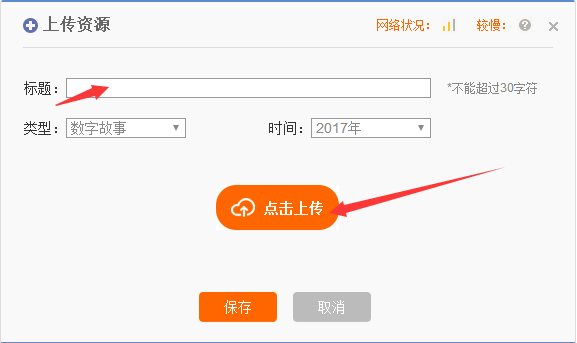 上传资源 网络状况: 较慢:
标题: *不能超过30字符
类型: 数字故事 时间: 2017年
点击上传
保存 取消